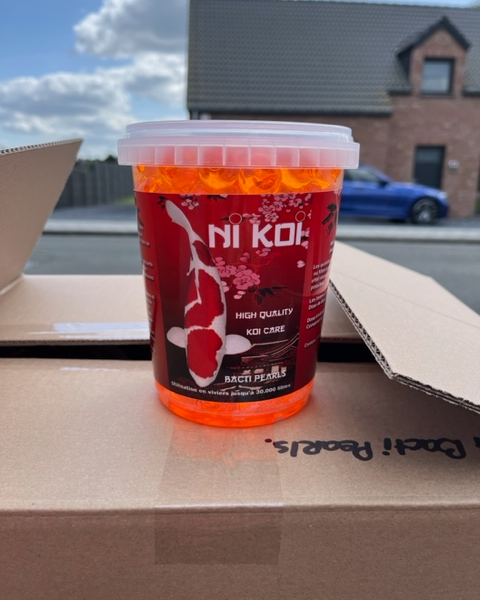 NI KOI
HIGH QUALITY
KOI CARE
BACTI PEARLS
Utilisation en viviers jusqu'à 30.000 litres
Bacti Pearls.